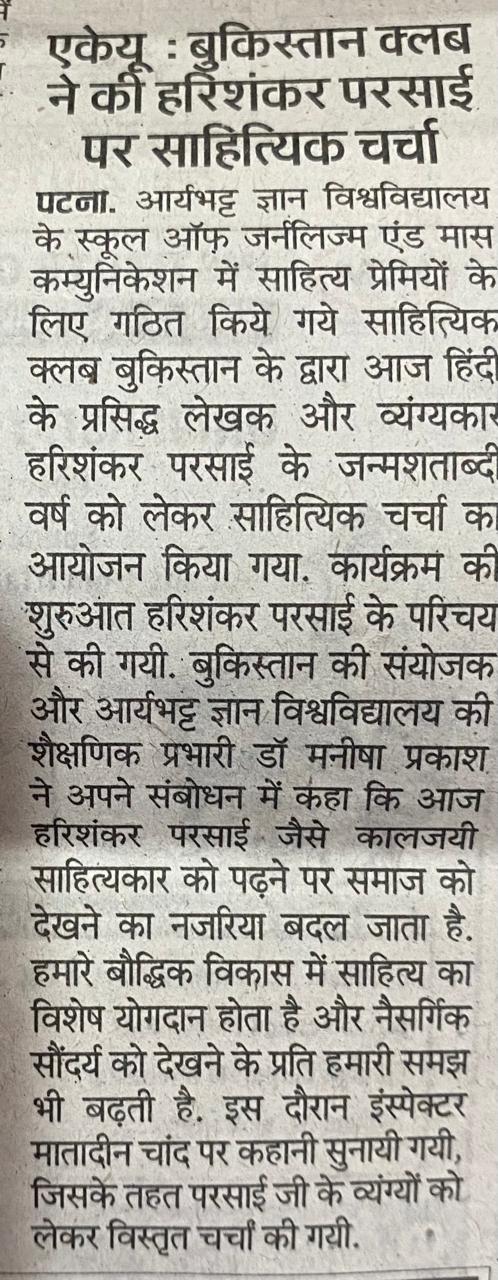 एकेयू : बुकिस्तान क्लब
ने की हरिशंकर परसाई
पर साहित्यिक चर्चा
पटना. आर्यभट्ट ज्ञान विश्वविद्यालय
के स्कूल ऑफ जर्नलिज्म एंड मास
कम्युनिकेशन में साहित्य प्रेमियों के
लिए गठित किये गये साहित्यिक
क्लब बुकिस्तान के द्वारा आज हिंदी
के प्रसिद्ध लेखक और व्यंग्यकार
हरिशंकर परसाई के जन्मशताब्दी
वर्ष को लेकर साहित्यिक चर्चा का
आयोजन किया गया. कार्यक्रम की
शुरुआत हरिशंकर परसाई के परिचय
से की गयी. बुकिस्तान की संयोजक
और आर्यभट्ट ज्ञान विश्वविद्यालय की
शैक्षणिक प्रभारी डॉ मनीषा प्रकाश
ने अपने संबोधन में कहा कि आज
हरिशंकर परसाई जैसे कालजयी
साहित्यकार को पढ़ने पर समाज को
देखने का नजरिया बदल जाता है.
हमारे बौद्धिक विकास में साहित्य का
विशेष योगदान होता है और नैसर्गिक
सौंदर्य को देखने के प्रति हमारी समझ
भी बढ़ती है. इस दौरान इंस्पेक्टर
मातादीन चांद पर कहानी सुनायी गयी,
जिसके तहत परसाई जी के व्यंग्यों को
लेकर विस्तृत चर्चा की गयी.